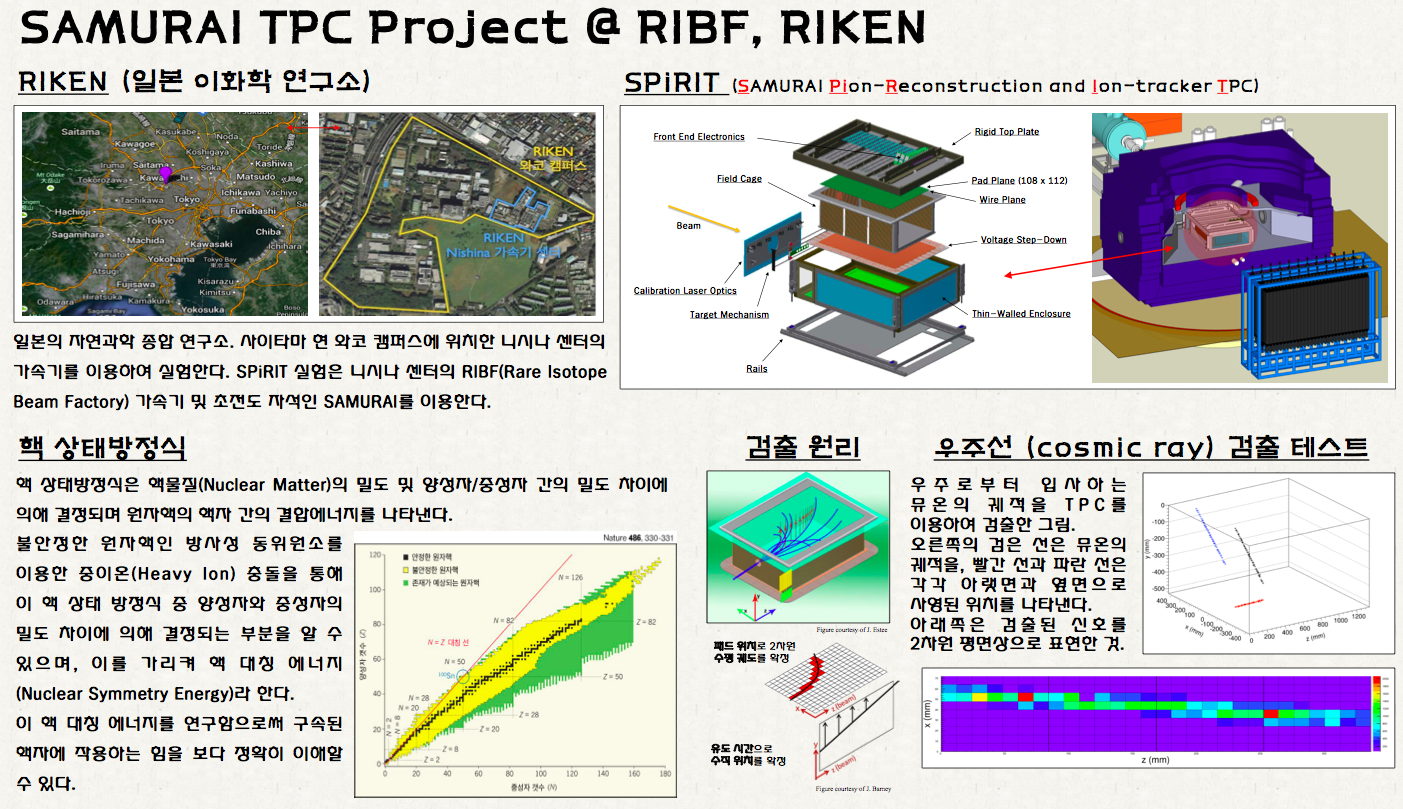 SAMURAI TPC Project @ RIBF, RIKEN
RIKEN (일본 이화학 연구소)
Saitama
Kasukabe
Noda
Kawagoe
Koshigaya
Toride
Iruma
Saitama
Soka
Kashiwa
Mt Odake
大岳山
Tokorozawa
Kawa
hi
Matsudo
Ichikawa
Yachiyo
Tachikawa
Tokyo
Funabashi
Hachioji
Tokyo
Sagamihara
Machida
Kawasaki
Chiba
Ichihara
Yamato
Yokohama
Tokyo Bay
東京湾
Atsugi
Fujisawa
Kisarazu
Kimitsu
Odawara
Hiratsuka
Kamakura
Yokosuka
Sagami Bay
Boso
Peninsula
RIKEN
와코 캠퍼스
RIKEN
Nishina 가속기 센터
일본의 자연과학 종합 연구소. 사이타마 현 와코 캠퍼스에 위치한 니시나 센터의
가속기를 이용하여 실험한다. SPiRIT 실험은 니시나 센터의 RIBF(Rare Isotope
Beam Factory) 가속기 및 초전도 자석인 SAMURAI를 이용한다.
SPiRIT (SAMURAI Pion-Reconstruction and Ion-tracker TPC)
Front End Electronics
Rigid Top Plate
Field Cage
Pad Plane (108 x 112)
Wire Plane
Beam
Voltage Step-Down
Calibration Laser Optics
Target Mechanism
Thin-Walled Enclosure
Rails
핵 상태방정식
핵 상태방정식은 핵물질(Nuclear Matter)의 밀도 및 양성자/중성자 간의 밀도 차이에
의해 결정되며 원자핵의 핵자 간의 결합에너지를 나타낸다.
불안정한 원자핵인 방사성 동위원소를
이용한 중이온(Heavy Ion) 충돌을 통해
이 핵 상태 방정식 중 양성자와 중성자의
밀도 차이에 의해 결정되는 부분을 알 수
있으며, 이를 가리켜 핵 대칭 에너지
(Nuclear Symmetry Energy)라 한다.
이 핵 대칭 에너지를 연구함으로써 구속된
핵자에 작용하는 힘을 보다 정확히 이해할
수 있다.
Nature 486, 330-331
안정한 원자핵
불안정한 원자핵
존재가 예상되는 원자핵
N = 126
N = 82
Z = 82
N = Z 대칭 선
N = 50
¹⁰⁰Sn
Z = 50
N = 28
N = 20
Z = 28
N = 8
N = 2
Z = 20
Z = 8
Z = 2
양성자 갯수 (Z)
120
100
80
60
40
20
0
0 20 40 60 80 100 120 140 160 180
중성자 갯수 (N)
검출 원리
y
x
z
Figure courtesy of J. Estee
패드 위치로 2차원
수평 궤도를 확정
x
z (beam)
유도 시간으로
수직 위치를 확정
y
z (beam)
Figure courtesy of J. Barney
우주선 (cosmic ray) 검출 테스트
우주로부터 입사하는
뮤온의 궤적을 TPC를
이용하여 검출한 그림.
오른쪽의 검은 선은 뮤온의
궤적을, 빨간 선과 파란 선은
각각 아랫면과 옆면으로
사영된 위치를 나타낸다.
아래쪽은 검출된 신호를
2차원 평면상으로 표현한 것.
y (mm)
0
-100
-200
-300
-400
-500
400
300
200
100
0
-100
-200
-300
-400
x (mm)
0 200 400 600 800 1000 1200
z (mm)
x (mm)
z (mm)